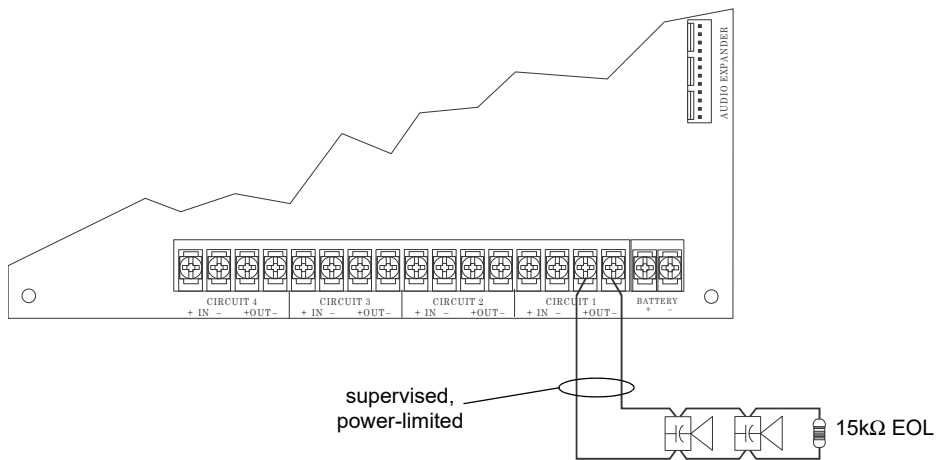 AUDIO EXPANDER
CIRCUIT 4 CIRCUIT 3 CIRCUIT 2 CIRCUIT 1 BATTERY
+ IN – +OUT– + IN – +OUT– + IN – +OUT– + IN – +OUT– + –
supervised,
power-limited
15kΩ EOL